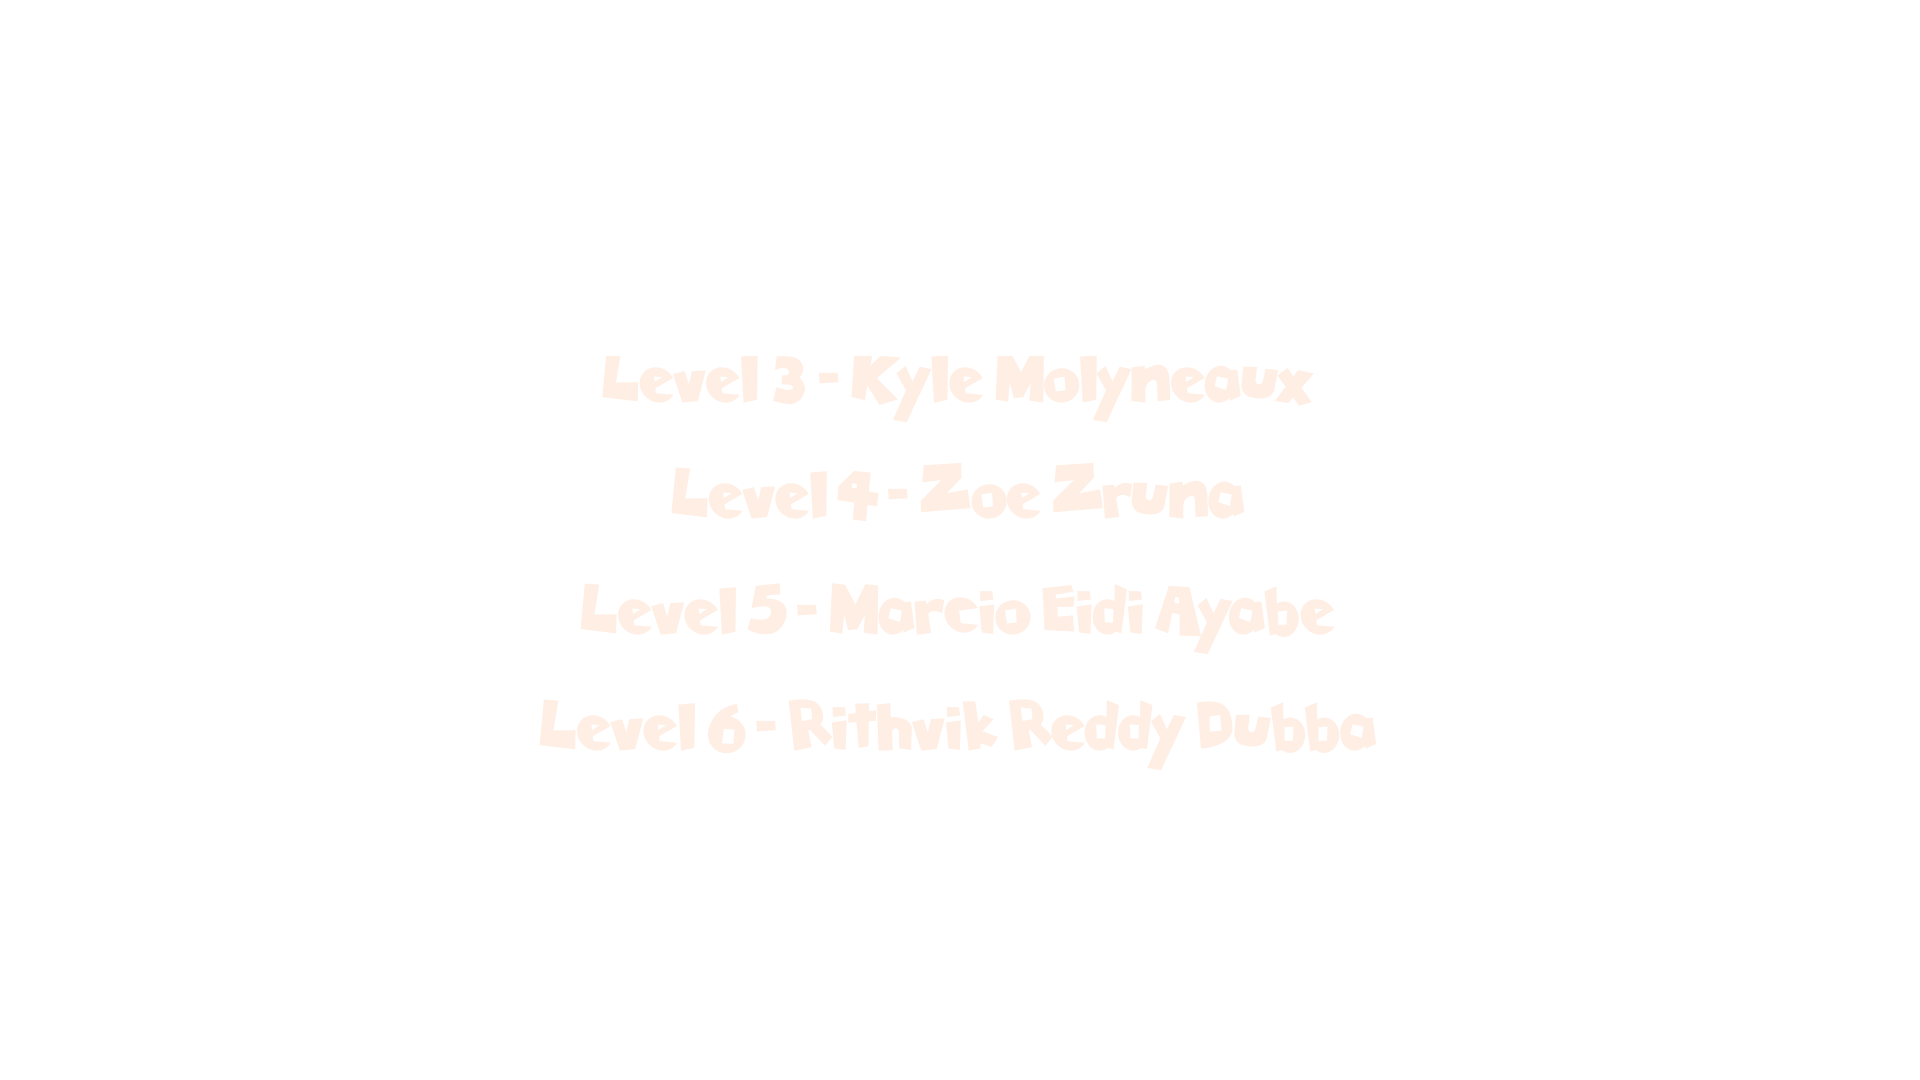 Level 3 - Kyle Molyneaux
Level 4 - Zoe Zruna
Level 5 - Marcio Eidi Ayabe
Level 6 - Rithvik Reddy Dubba